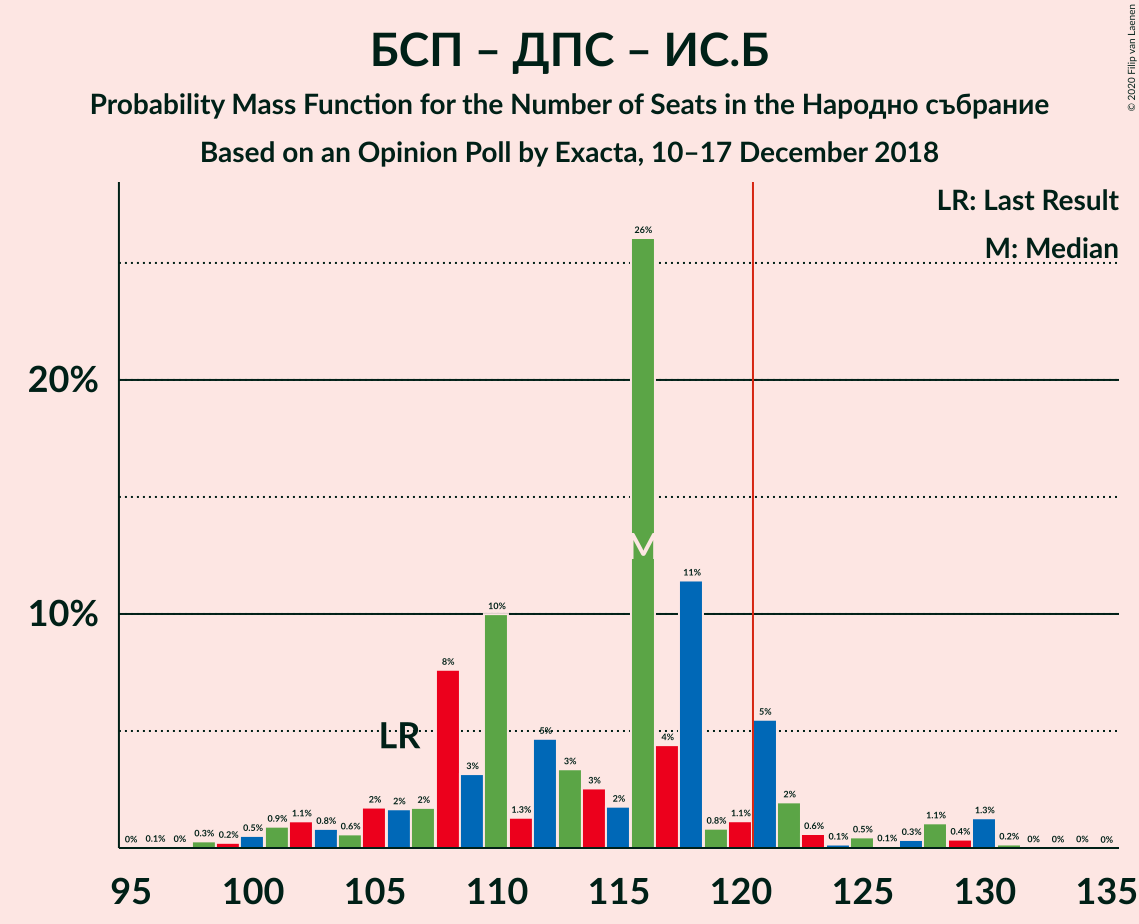 БСП – ДПС – ИС.Б
Probability Mass Function for the Number of Seats in the Народно събрание
Based on an Opinion Poll by Exacta, 10–17 December 2018
© 2020 Filip van Laenen
LR: Last Result
M: Median
20%
10%
LR
M
0% 0.1% 0% 0.3% 0.2% 0.5% 0.9% 1.1% 0.8% 0.6% 2% 2% 2% 8% 3% 10% 1.3% 5% 3% 3% 2% 26% 4% 11% 0.8% 1.1% 5% 2% 0.6% 0.1% 0.5% 0.1% 0.3% 1.1% 0.4% 1.3% 0.2% 0% 0% 0% 0%
95 100 105 110 115 120 125 130 135